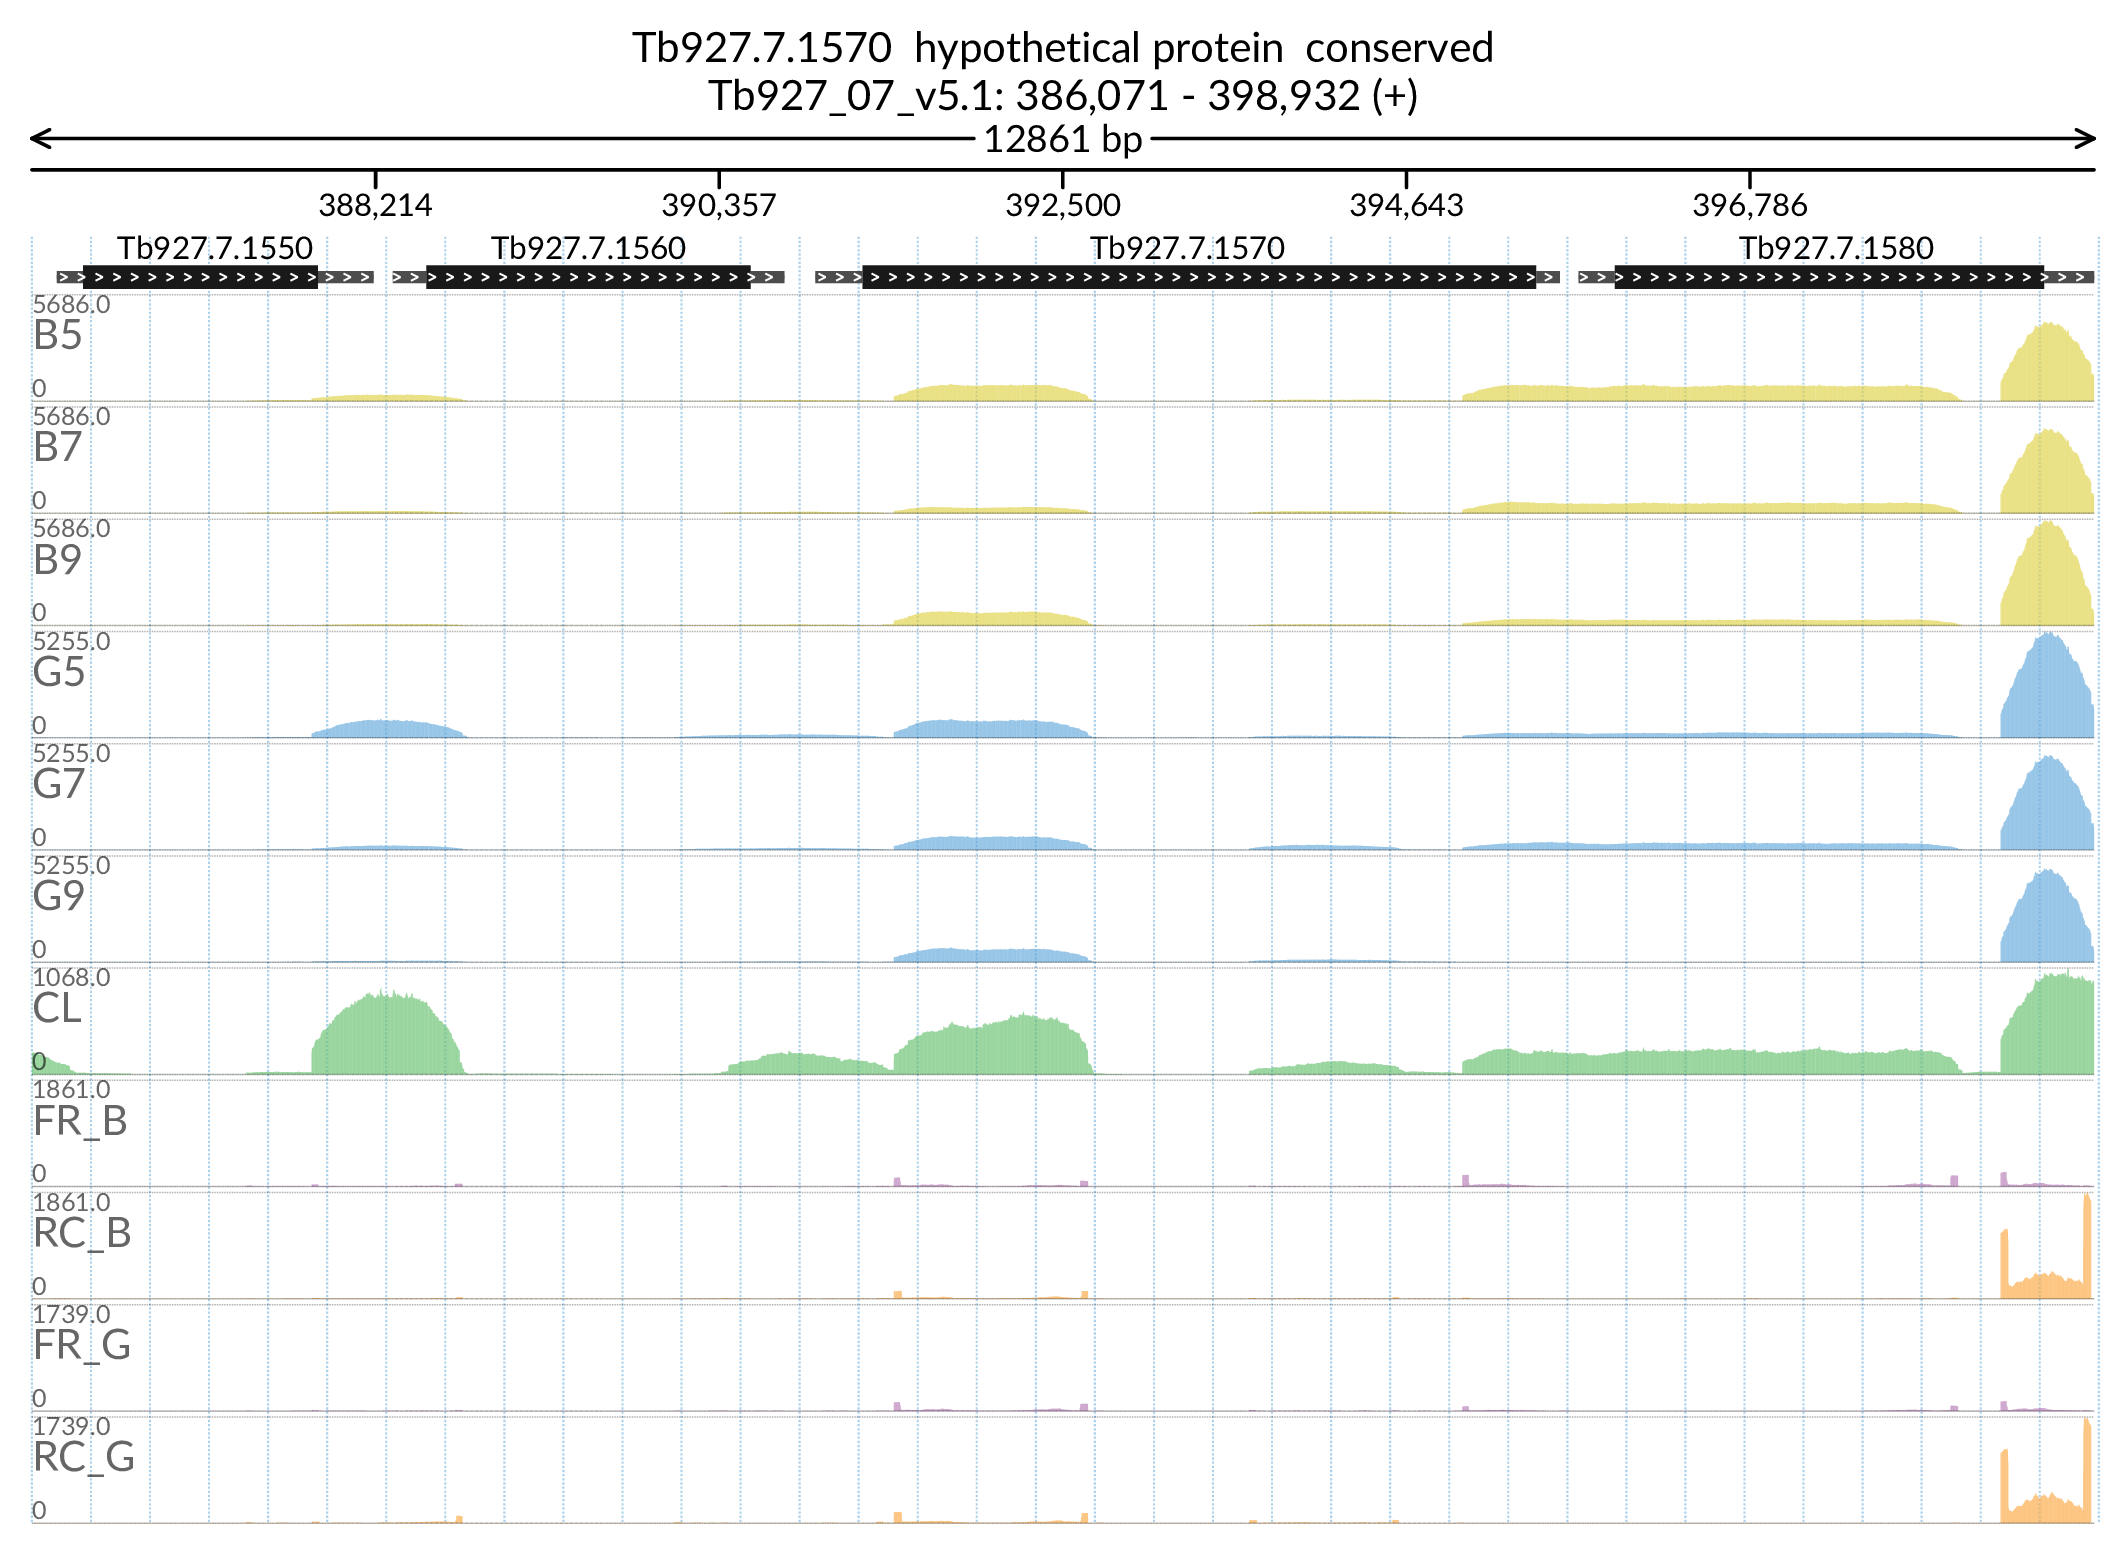 Tb927.7.1570 hypothetical protein conserved
Tb927_07_v5.1: 386,071 - 398,932 (+)
12861 bp
388,214 390,357 392,500 394,643 396,786
Tb927.7.1550 Tb927.7.1560 Tb927.7.1570 Tb927.7.1580
5686.0
B5
0
5686.0
B7
0
5686.0
B9
0
5255.0
G5
0
5255.0
G7
0
5255.0
G9
0
1068.0
CL
0
1861.0
FR_B
0
1861.0
RC_B
0
1739.0
FR_G
0
1739.0
RC_G
0